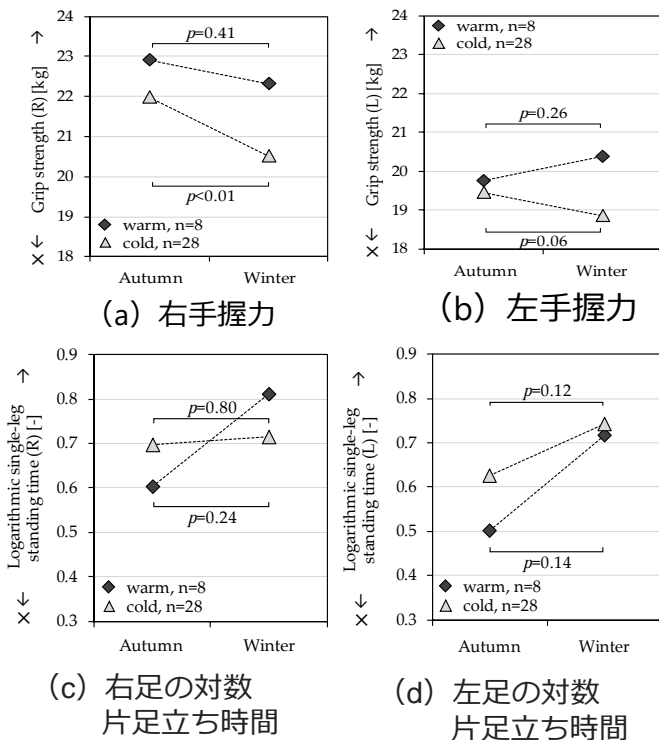 Grip strength (R) [kg]
×← →
24
23
22
21
20
19
18
p=0.41
p<0.01
warm, n=8
cold, n=28
Autumn Winter
(a) 右手握力
Grip strength (L) [kg]
×← →
24
23
22
21
20
19
18
warm, n=8
cold, n=28
p=0.26
p=0.06
Autumn Winter
(b) 左手握力
Logarithmic single-leg
standing time (R) [-]
×← →
0.9
0.8
0.7
0.6
0.5
0.4
0.3
p=0.80
p=0.24
warm, n=8
cold, n=28
Autumn Winter
(c) 右足の対数
片足立ち時間
Logarithmic single-leg
standing time (L) [-]
×← →
0.9
0.8
0.7
0.6
0.5
0.4
0.3
p=0.12
p=0.14
warm, n=8
cold, n=28
Autumn Winter
(d) 左足の対数
片足立ち時間